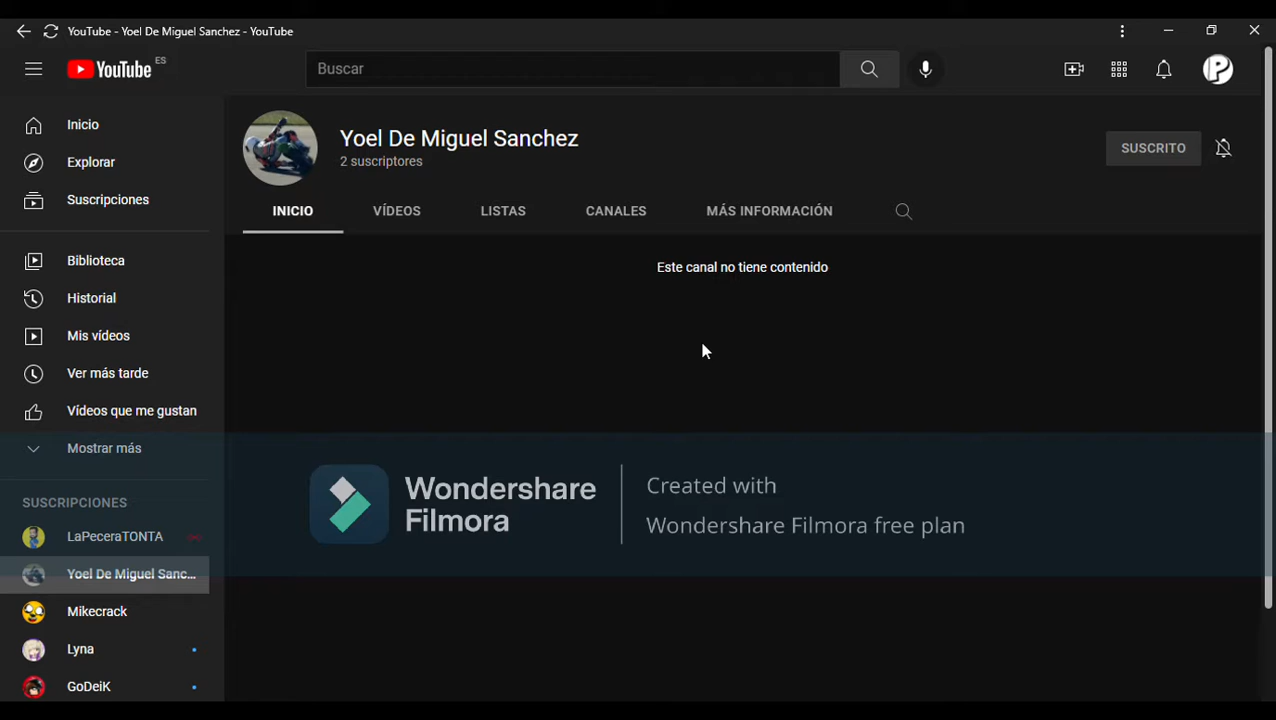 YouTube - Yoel De Miguel Sanchez - YouTube
YouTube ES
Buscar
Inicio
Explorar
Suscripciones
Biblioteca
Historial
Mis vídeos
Ver más tarde
Vídeos que me gustan
Mostrar más
SUSCRIPCIONES
LaPeceraTONTA
Yoel De Miguel Sanc...
Mikecrack
Lyna
GoDeiK
Yoel De Miguel Sanchez
2 suscriptores
SUSCRITO
INICIO VÍDEOS LISTAS CANALES MÁS INFORMACIÓN
Este canal no tiene contenido
Wondershare
Filmora
Created with
Wondershare Filmora free plan